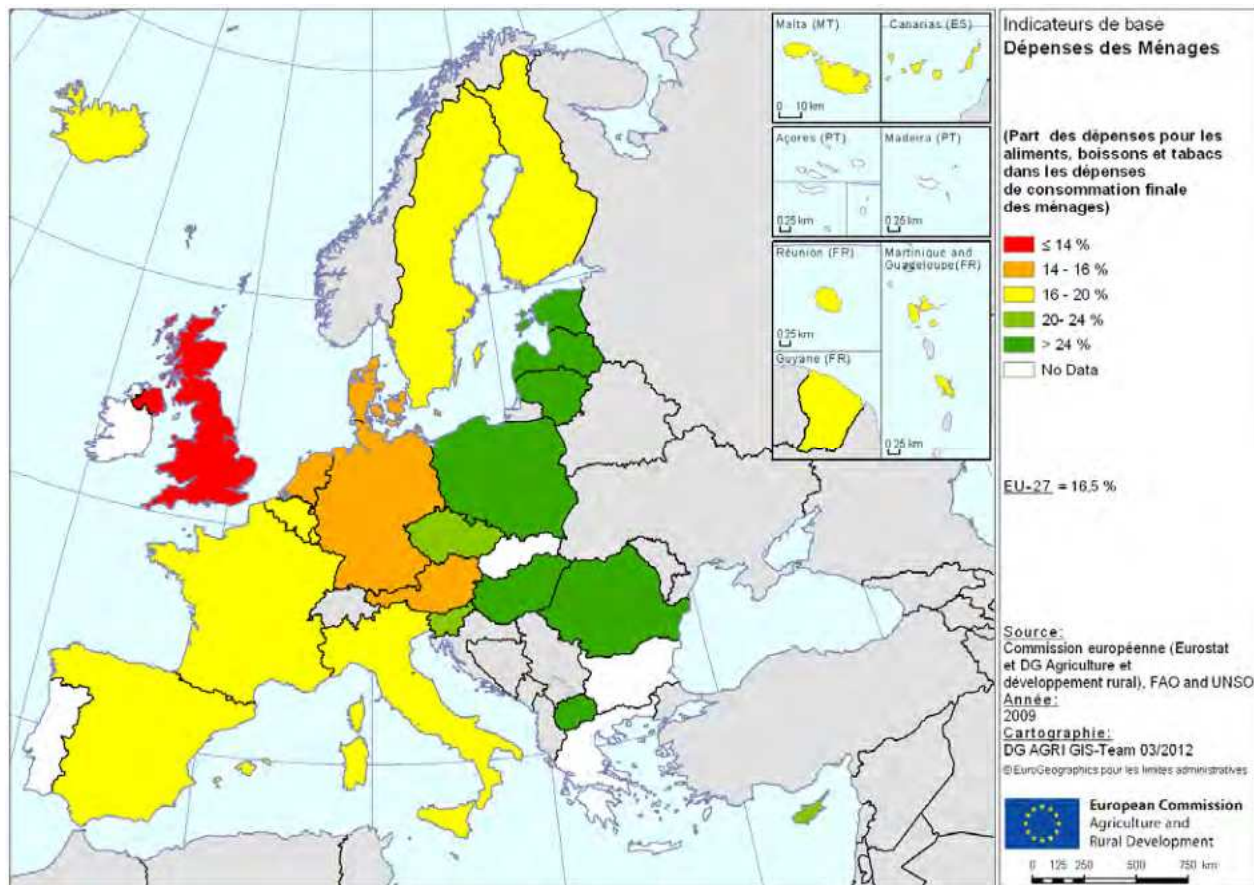 Malta (MT)
0 10 km
Canarias (ES)
Açores (PT)
0 25 km
Madeira (PT)
0 25 km
Réunion (FR)
0 25 km
Martinique and
Guadeloupe(FR)
0 25 km
Guyane (FR)
Indicateurs de base
Dépenses des Ménages
(Part des dépenses pour les
aliments, boissons et tabacs
dans les dépenses
de consommation finale
des ménages)
≤ 14 %
14 - 16 %
16 - 20 %
20- 24 %
> 24 %
No Data
EU-27 = 16,5 %
Source:
Commission européenne (Eurostat
et DG Agriculture et
développement rural), FAO and UNSO
Année:
2009
Cartographie:
DG AGRI GIS-Team 03/2012
© EuroGeographics pour les limites administratives
European Commission
Agriculture and
Rural Development
0 125 250 500 750 km